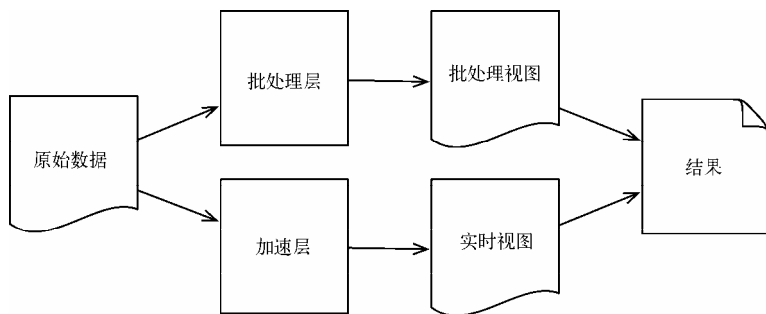 批处理层
批处理视图
原始数据
结果
加速层
实时视图